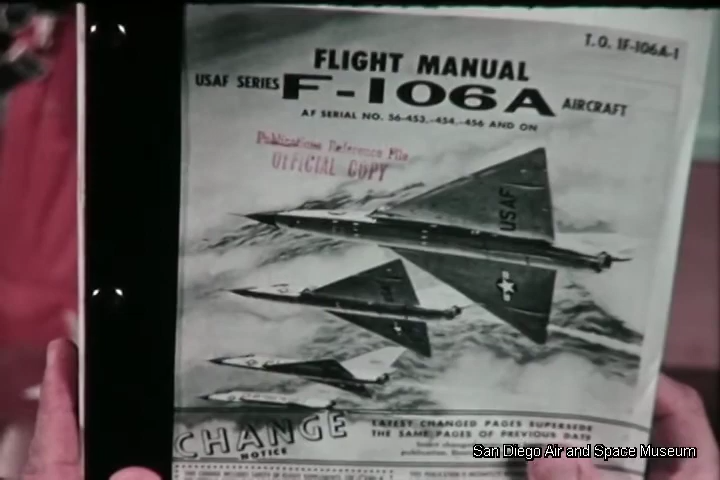 T. O. 1F-106A-1
FLIGHT MANUAL
USAF SERIES F-106A AIRCRAFT
AF SERIAL NO. 56-453,-454,-456 AND ON
Publications Reference File
OFFICIAL COPY
USAF
CHANGE
NOTICE
LATEST CHANGED PAGES SUPERSEDE
THE SAME PAGES OF PREVIOUS DATE
San Diego Air and Space Museum